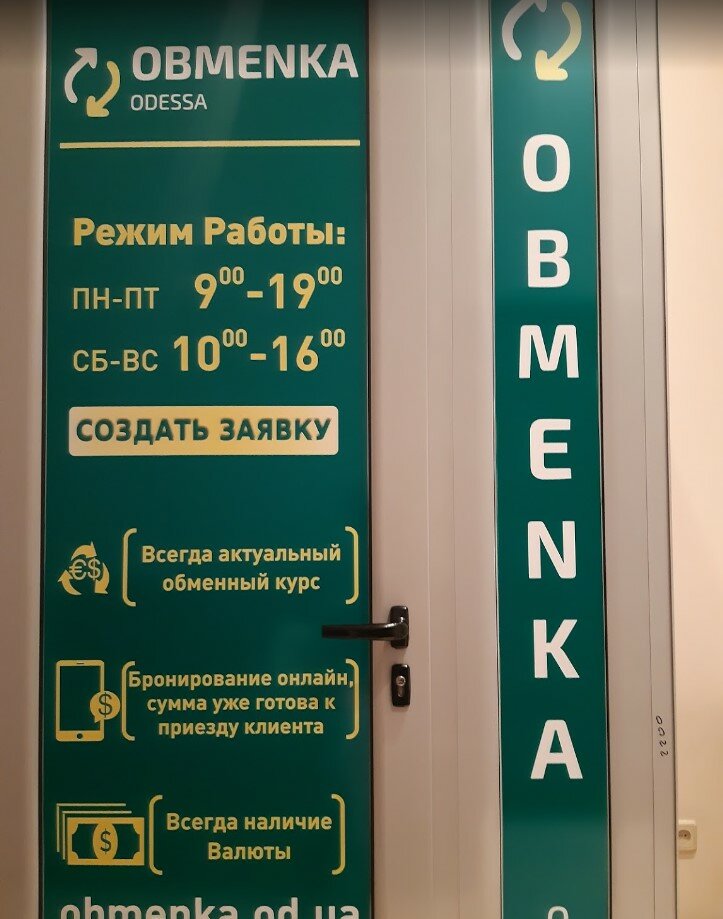 OBMENKA
ODESSA
Режим Работы:
ПН-ПТ 9⁰⁰-19⁰⁰
СБ-ВС 10⁰⁰-16⁰⁰
СОЗДАТЬ ЗАЯВКУ
€$
Всегда актуальный
обменный курс
$
Бронирование онлайн,
сумма уже готова к
приезду клиента
$
Всегда наличие
Валюты
obmenka.od.ua
OBMENKA
0022